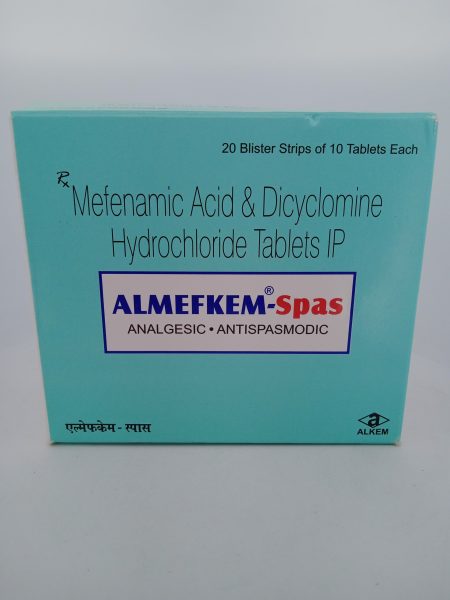 20 Blister Strips of 10 Tablets Each
Rx
Mefenamic Acid & Dicyclomine
Hydrochloride Tablets IP
ALMEFKEM®-Spas
ANALGESIC • ANTISPASMODIC
एल्मेफकेम - स्पास
a
ALKEM